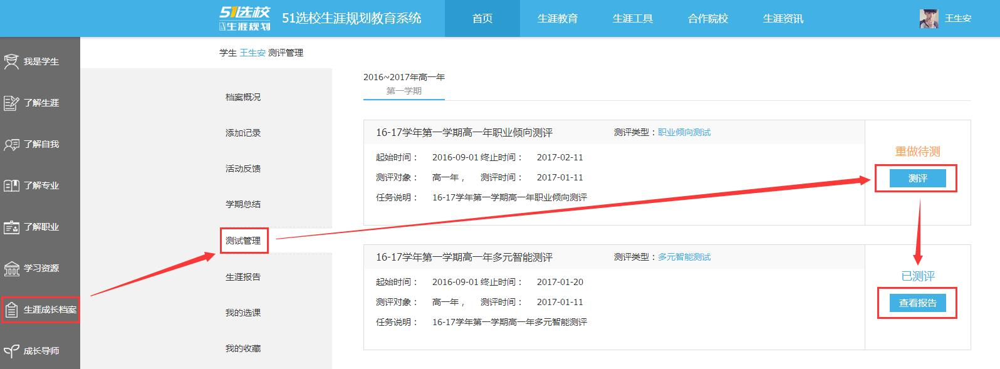 51选校
生涯规划
51选校生涯规划教育系统
首页
生涯教育
生涯工具
合作院校
生涯资讯
王生安
我是学生
了解生涯
了解自我
了解专业
了解职业
学习资源
生涯成长档案
成长导师
学生 王生安 测评管理
档案概况
添加记录
活动反馈
学期总结
测试管理
生涯报告
我的选课
我的收藏
2016~2017年高一年
第一学期
16-17学年第一学期高一年职业倾向测评 测评类型：职业倾向测试
起始时间： 2016-09-01 终止时间： 2017-02-11
测评对象： 高一年， 测评时间： 2017-01-11
任务说明： 16-17学年第一学期高一年职业倾向测评
重做待测
测评
16-17学年第一学期高一年多元智能测评 测评类型：多元智能测试
起始时间： 2016-09-01 终止时间： 2017-01-20
测评对象： 高一年， 测评时间： 2017-01-11
任务说明： 16-17学年第一学期高一年多元智能测评
已测评
查看报告